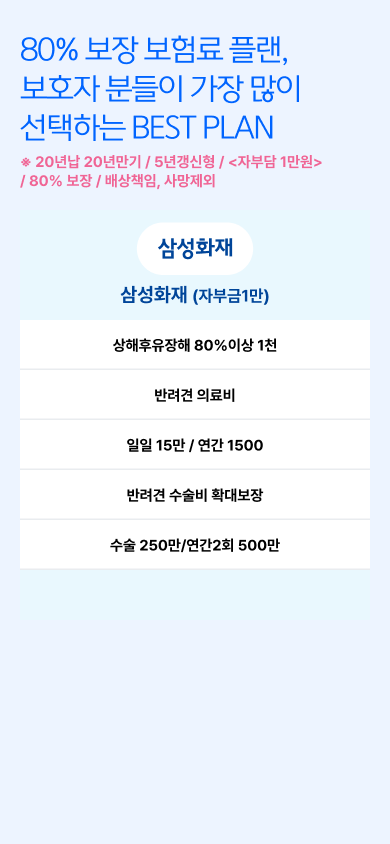 80% 보장 보험료 플랜,
보호자 분들이 가장 많이
선택하는 BEST PLAN
※ 20년납 20년만기 / 5년갱신형 / <자부담 1만원>
/ 80% 보장 / 배상책임, 사망제외
삼성화재
삼성화재 (자부금1만)
상해후유장해 80%이상 1천
반려견 의료비
일일 15만 / 연간 1500
반려견 수술비 확대보장
수술 250만/연간2회 500만